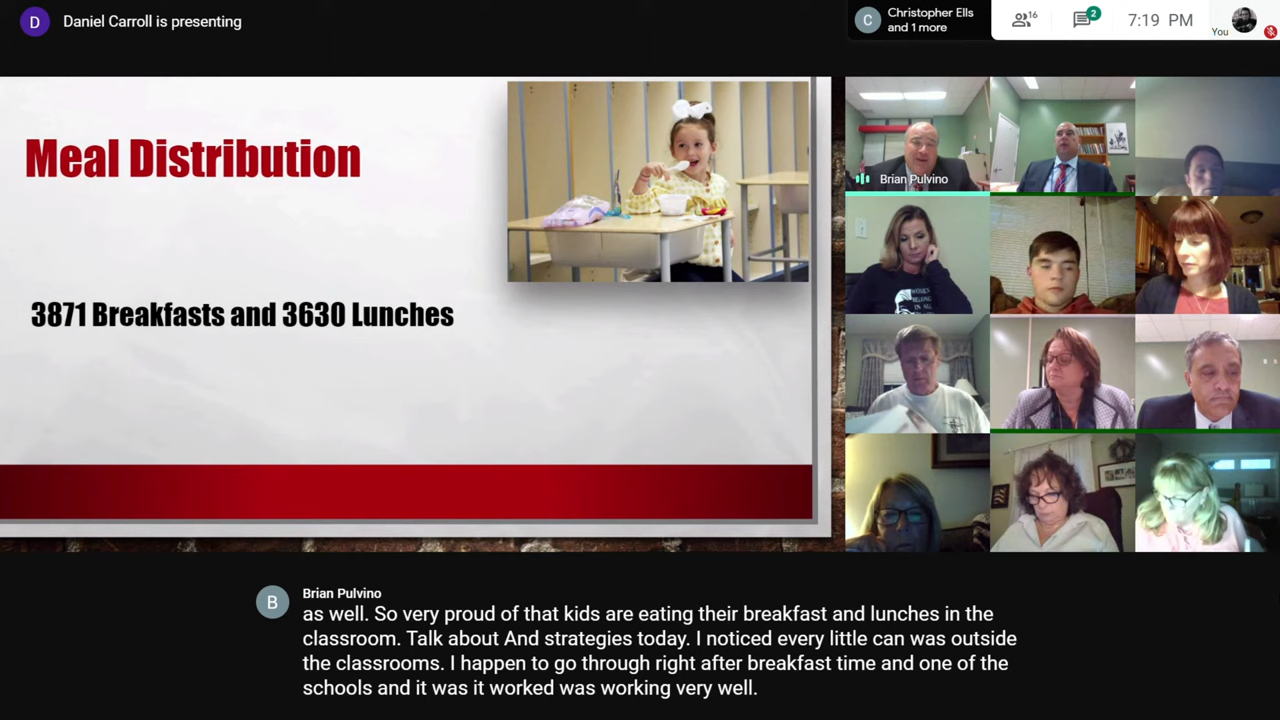 D
Daniel Carroll is presenting
C
Christopher Ells
and 1 more
16
2
7:19 PM
You
Meal Distribution
3871 Breakfasts and 3630 Lunches
Brian Pulvino
B
Brian Pulvino
as well. So very proud of that kids are eating their breakfast and lunches in the
classroom. Talk about And strategies today. I noticed every little can was outside
the classrooms. I happen to go through right after breakfast time and one of the
schools and it was it worked was working very well.